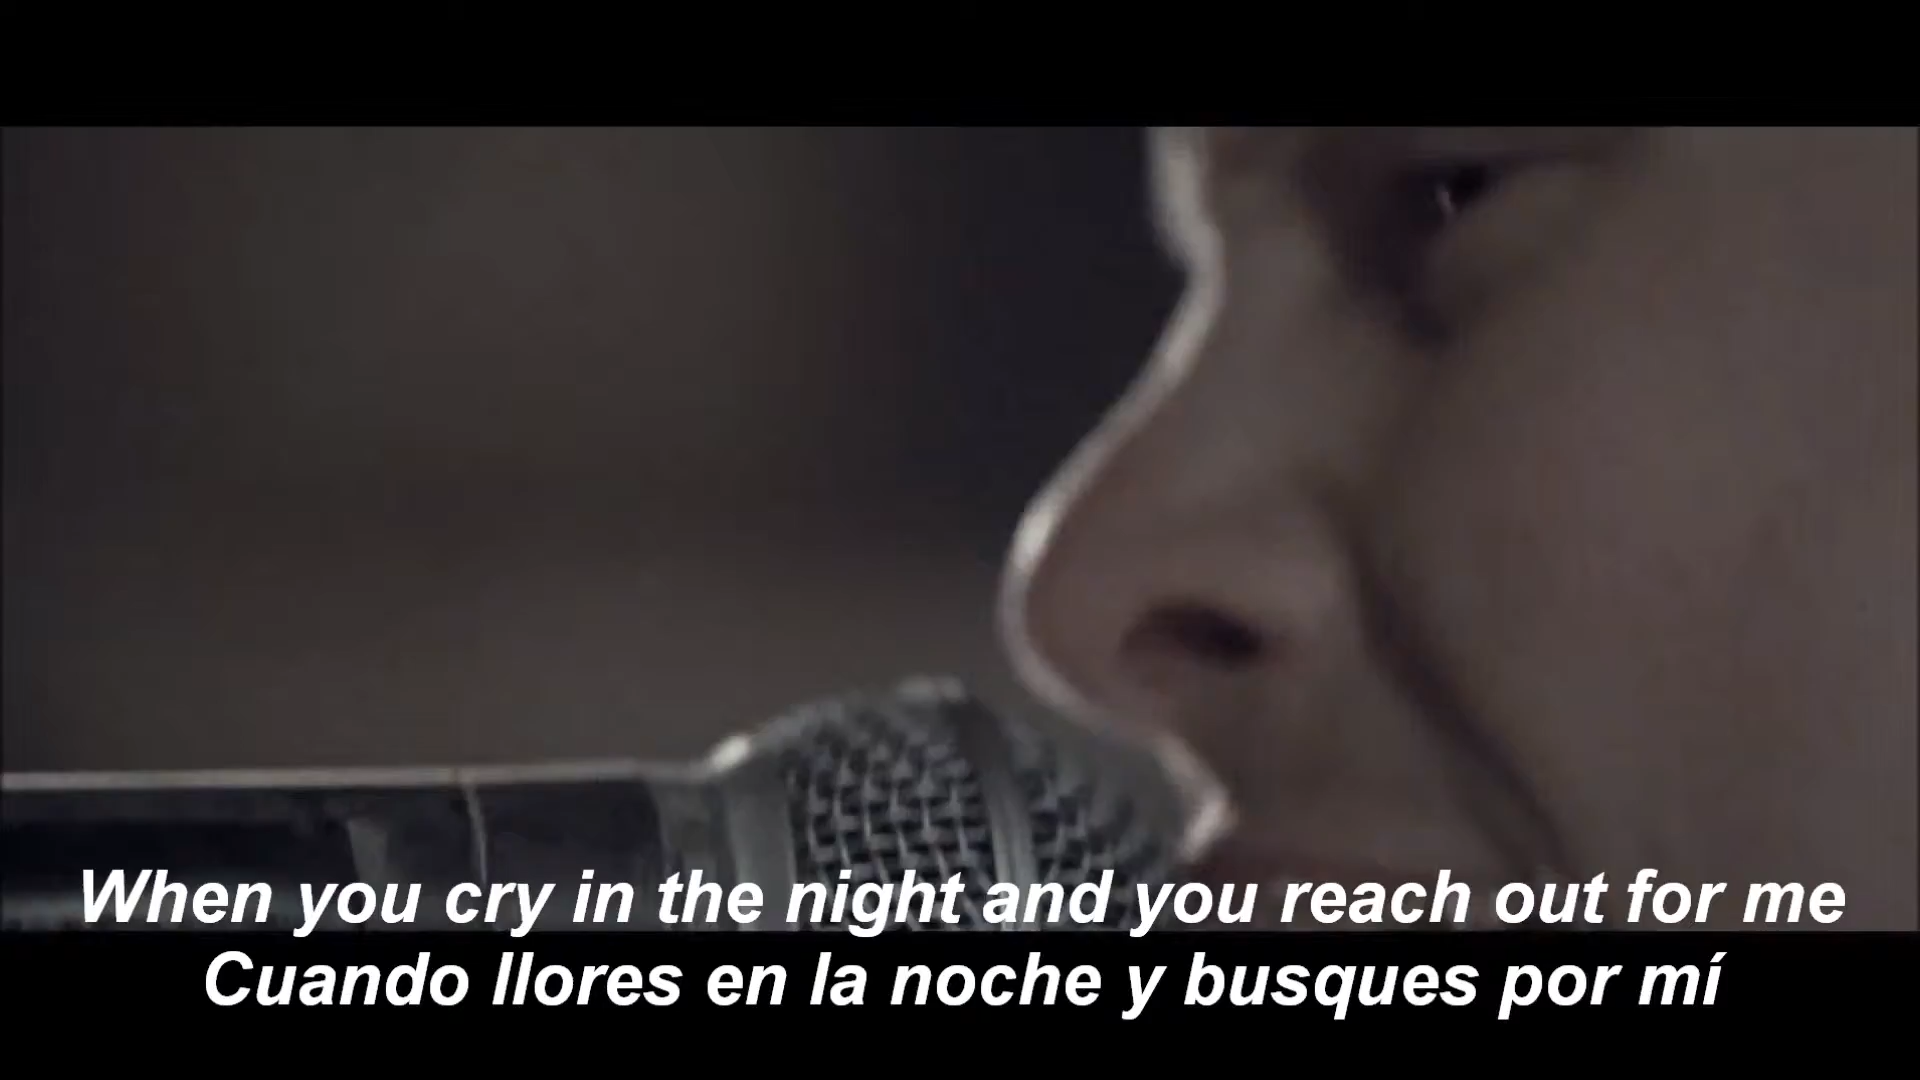 When you cry in the night and you reach out for me
Cuando llores en la noche y busques por mí